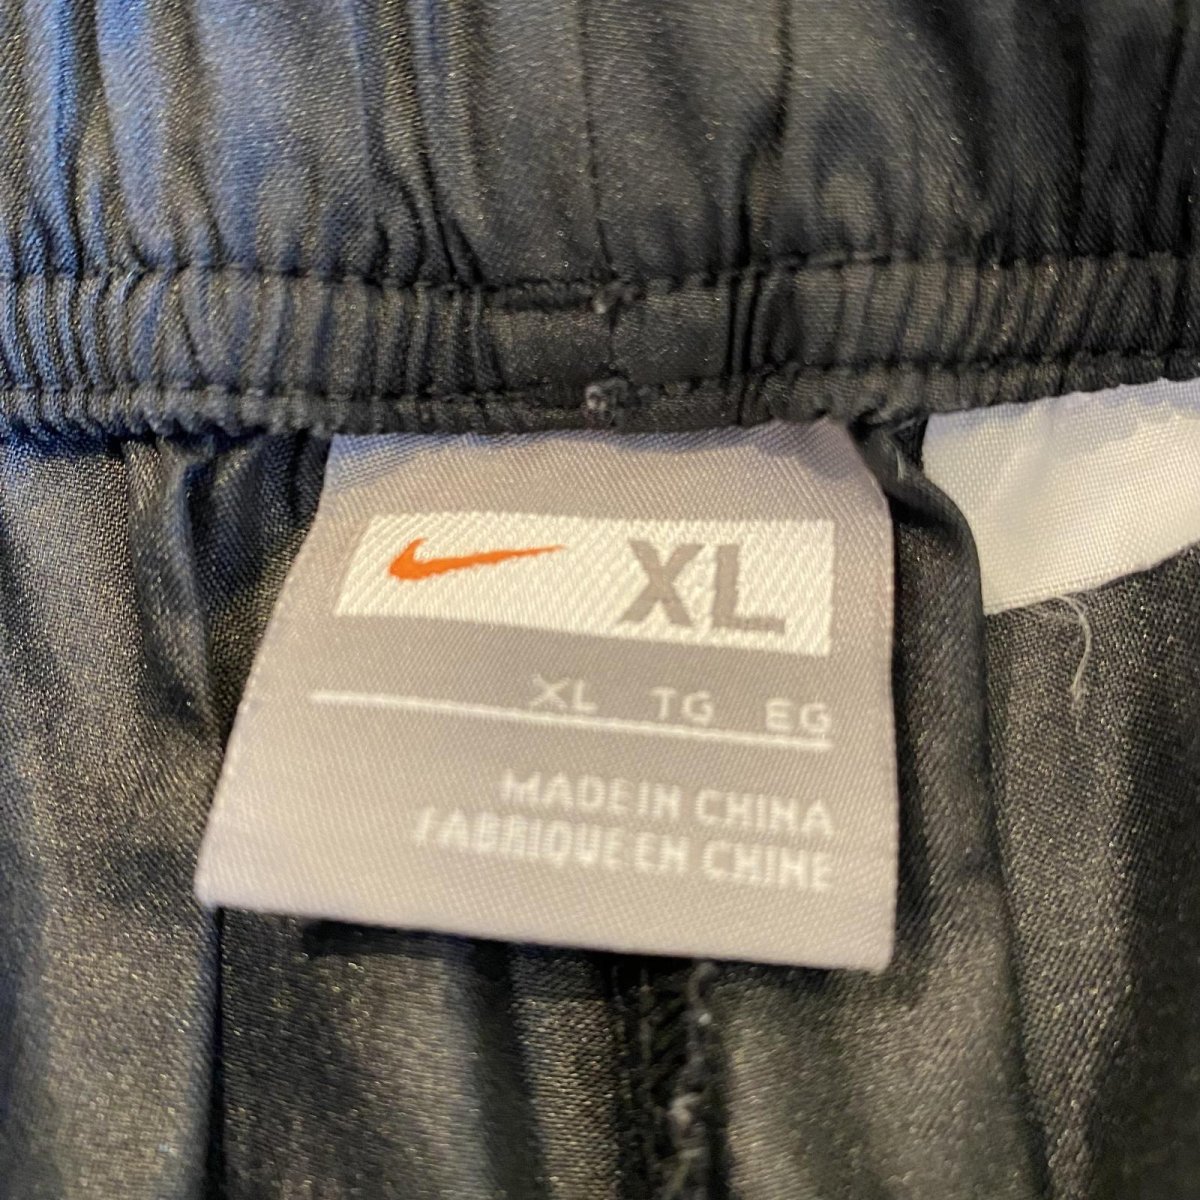 XL
XL TG EG
MADE IN CHINA
FABRIQUE EN CHINE